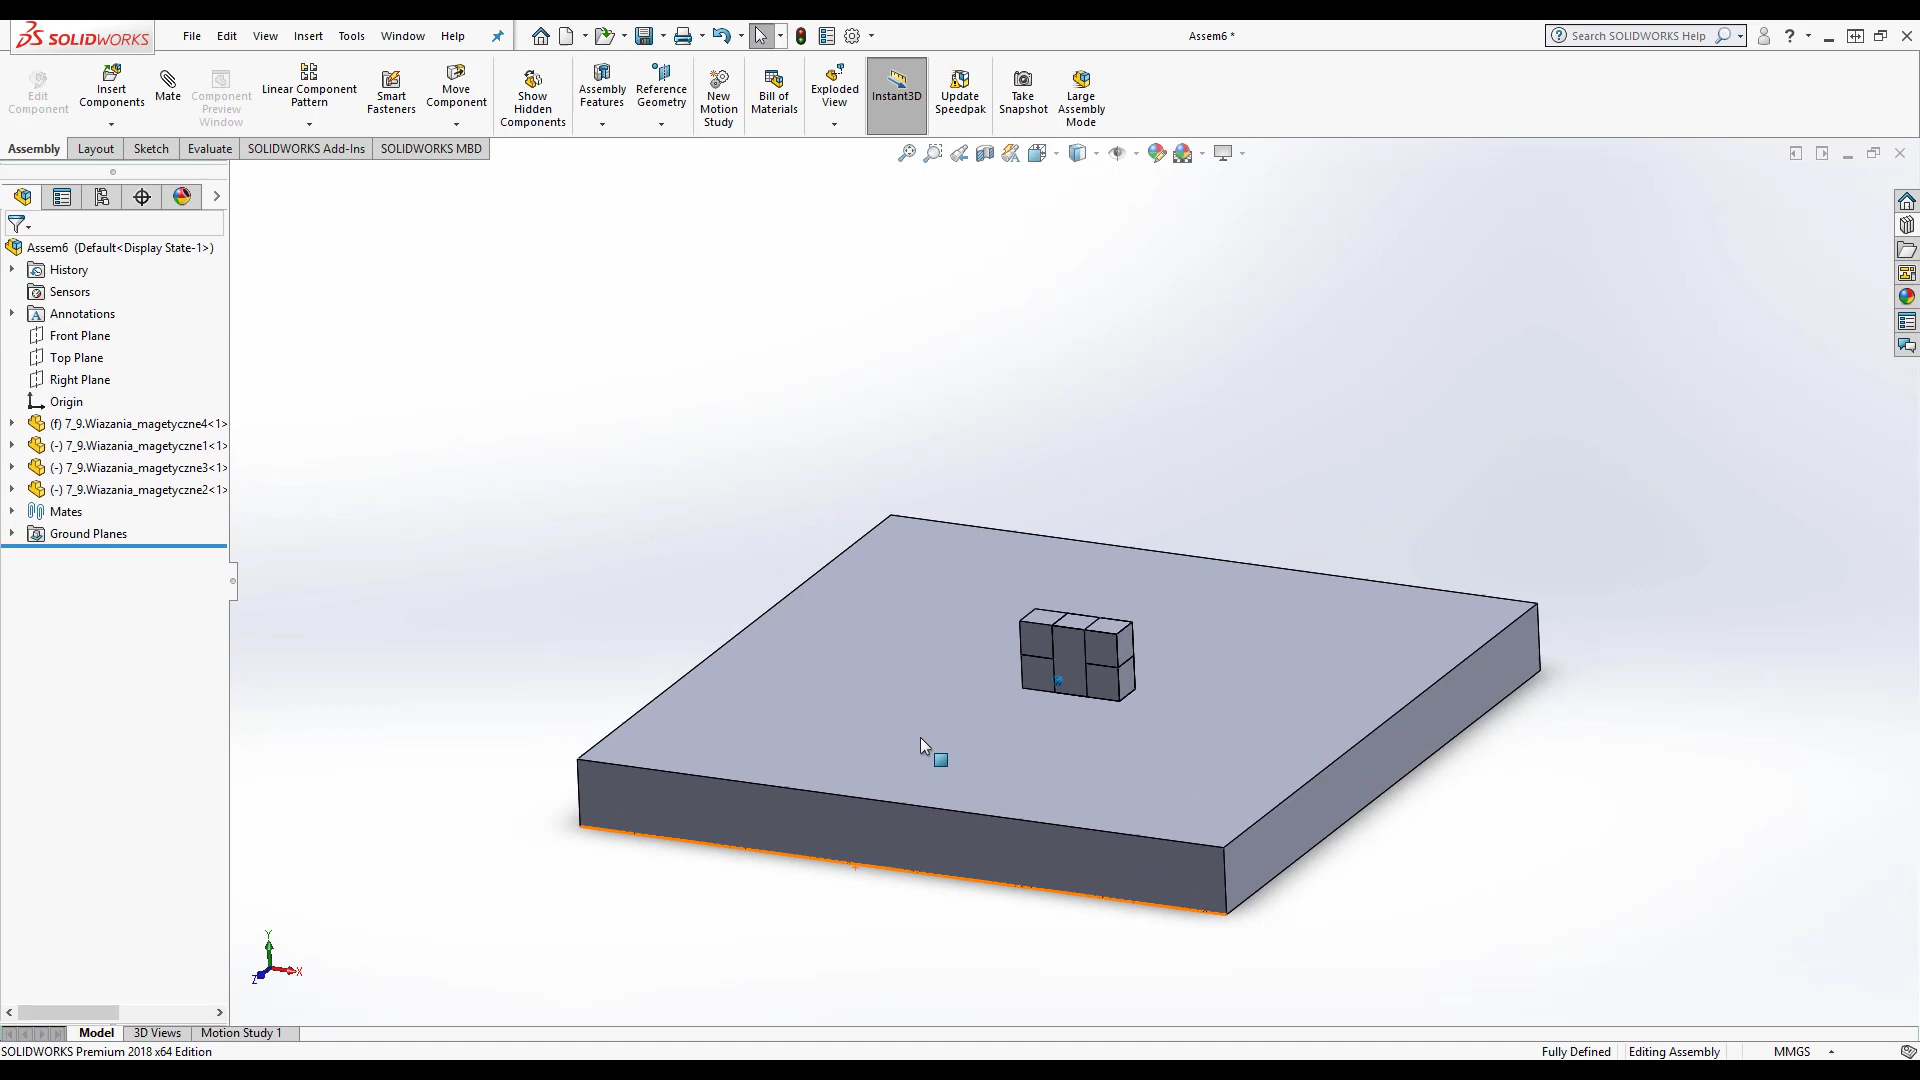 SOLIDWORKS File Edit View Insert Tools Window Help Assem6 * Search SOLIDWORKS Help
Edit Component
Insert Components
Mate
Component Preview Window
Linear Component Pattern
Smart Fasteners
Move Component
Show Hidden Components
Assembly Features
Reference Geometry
New Motion Study
Bill of Materials
Exploded View
Instant3D
Update Speedpak
Take Snapshot
Large Assembly Mode
Assembly Layout Sketch Evaluate SOLIDWORKS Add-Ins SOLIDWORKS MBD
Assem6 (Default<Display State-1>)
History
Sensors
Annotations
Front Plane
Top Plane
Right Plane
Origin
(f) 7_9.Wiazania_magetyczne4<1>
(-) 7_9.Wiazania_magetyczne1<1>
(-) 7_9.Wiazania_magetyczne3<1>
(-) 7_9.Wiazania_magetyczne2<1>
Mates
Ground Planes
Y
X
Z
Model 3D Views Motion Study 1
SOLIDWORKS Premium 2018 x64 Edition Fully Defined Editing Assembly MMGS